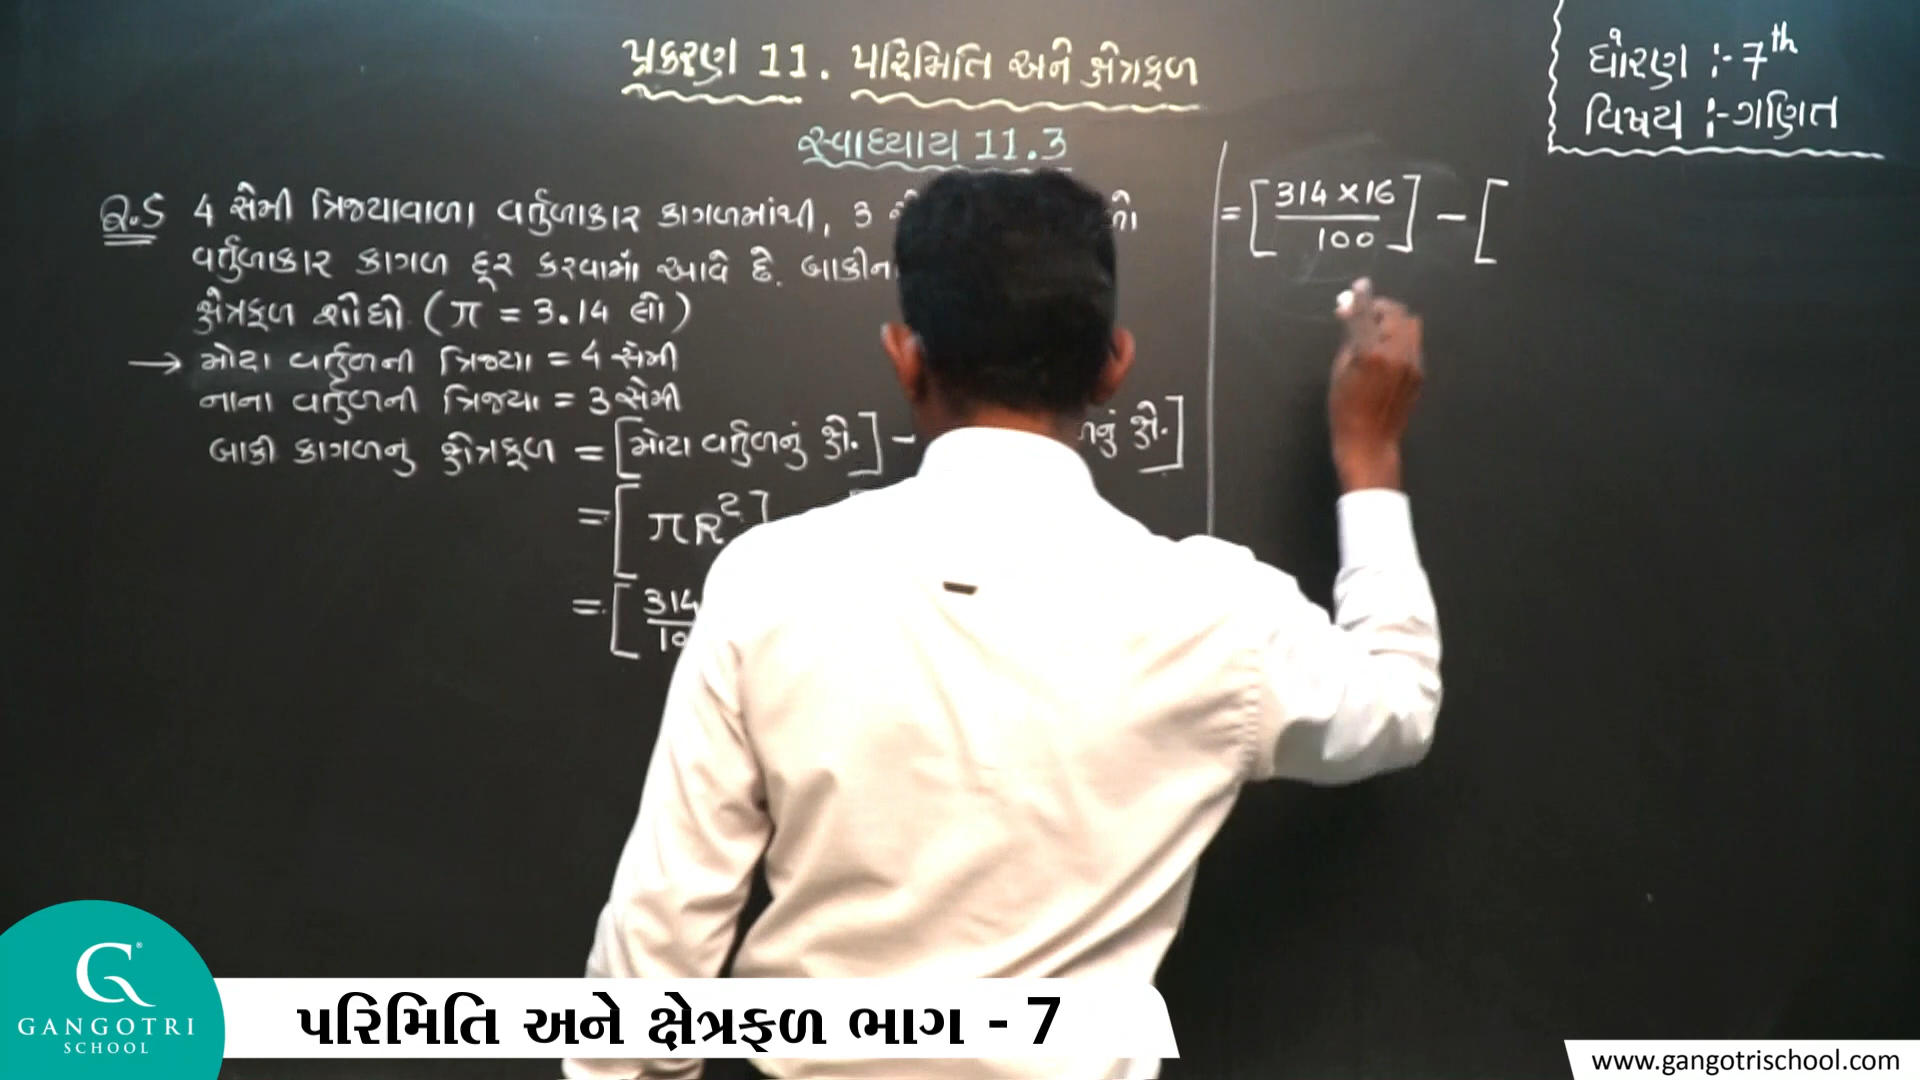 પ્રકરણ 11. પરિમિતિ અને ક્ષેત્રફળ
ધોરણ :- 7th
વિષય :- ગણિત
સ્વાધ્યાય 11.3
Q.5 4 સેમી ત્રિજ્યાવાળા વર્તુળાકાર કાગળમાંથી, 3
વર્તુળાકાર કાગળ દૂર કરવામાં આવે છે. બાકીન
ક્ષેત્રફળ શોધો. (π = 3.14 લો)
→ મોટા વર્તુળની ત્રિજ્યા = 4 સેમી
નાના વર્તુળની ત્રિજ્યા = 3 સેમી
બાકી કાગળનુ ક્ષેત્રફળ = [મોટા વર્તુળનું ક્ષે.] - નું ક્ષે.]
= [πR²]
= [314
10
= [314 × 16 / 100] - [
GANGOTRI
SCHOOL
પરિમિતિ અને ક્ષેત્રફળ ભાગ - 7
www.gangotrischool.com